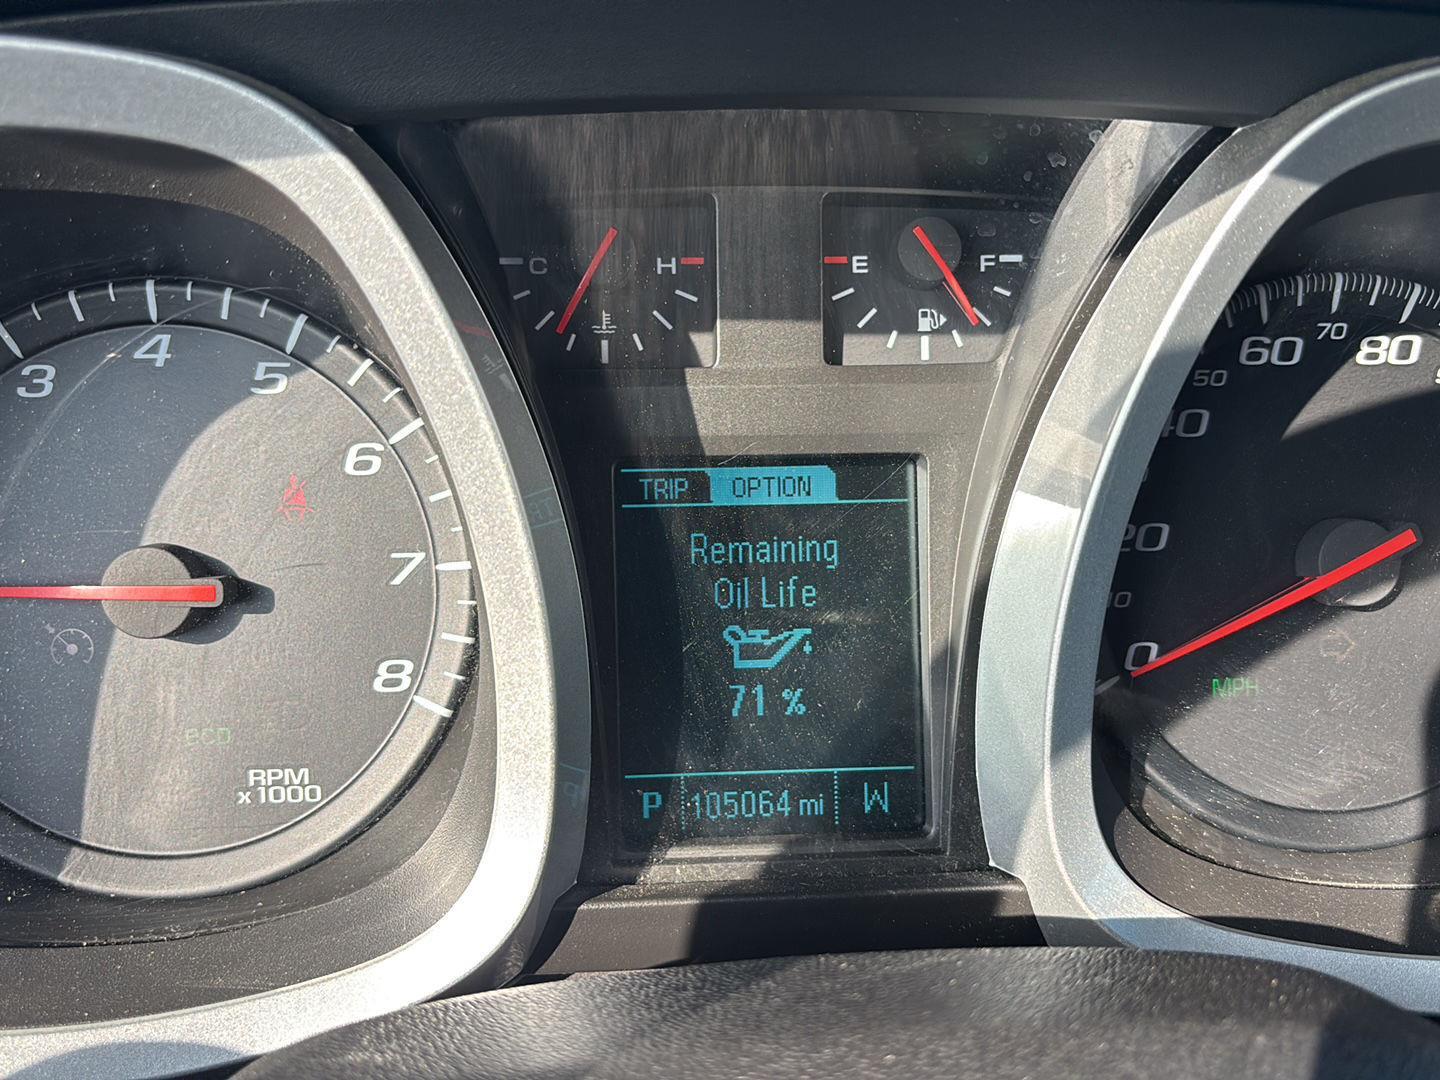 C H
E F
3 4 5 6 7 8
ECO
RPM
x1000
TRIP OPTION
Remaining
Oil Life
71 %
P 105064 mi W
0 20 40 50 60 70 80
MPH